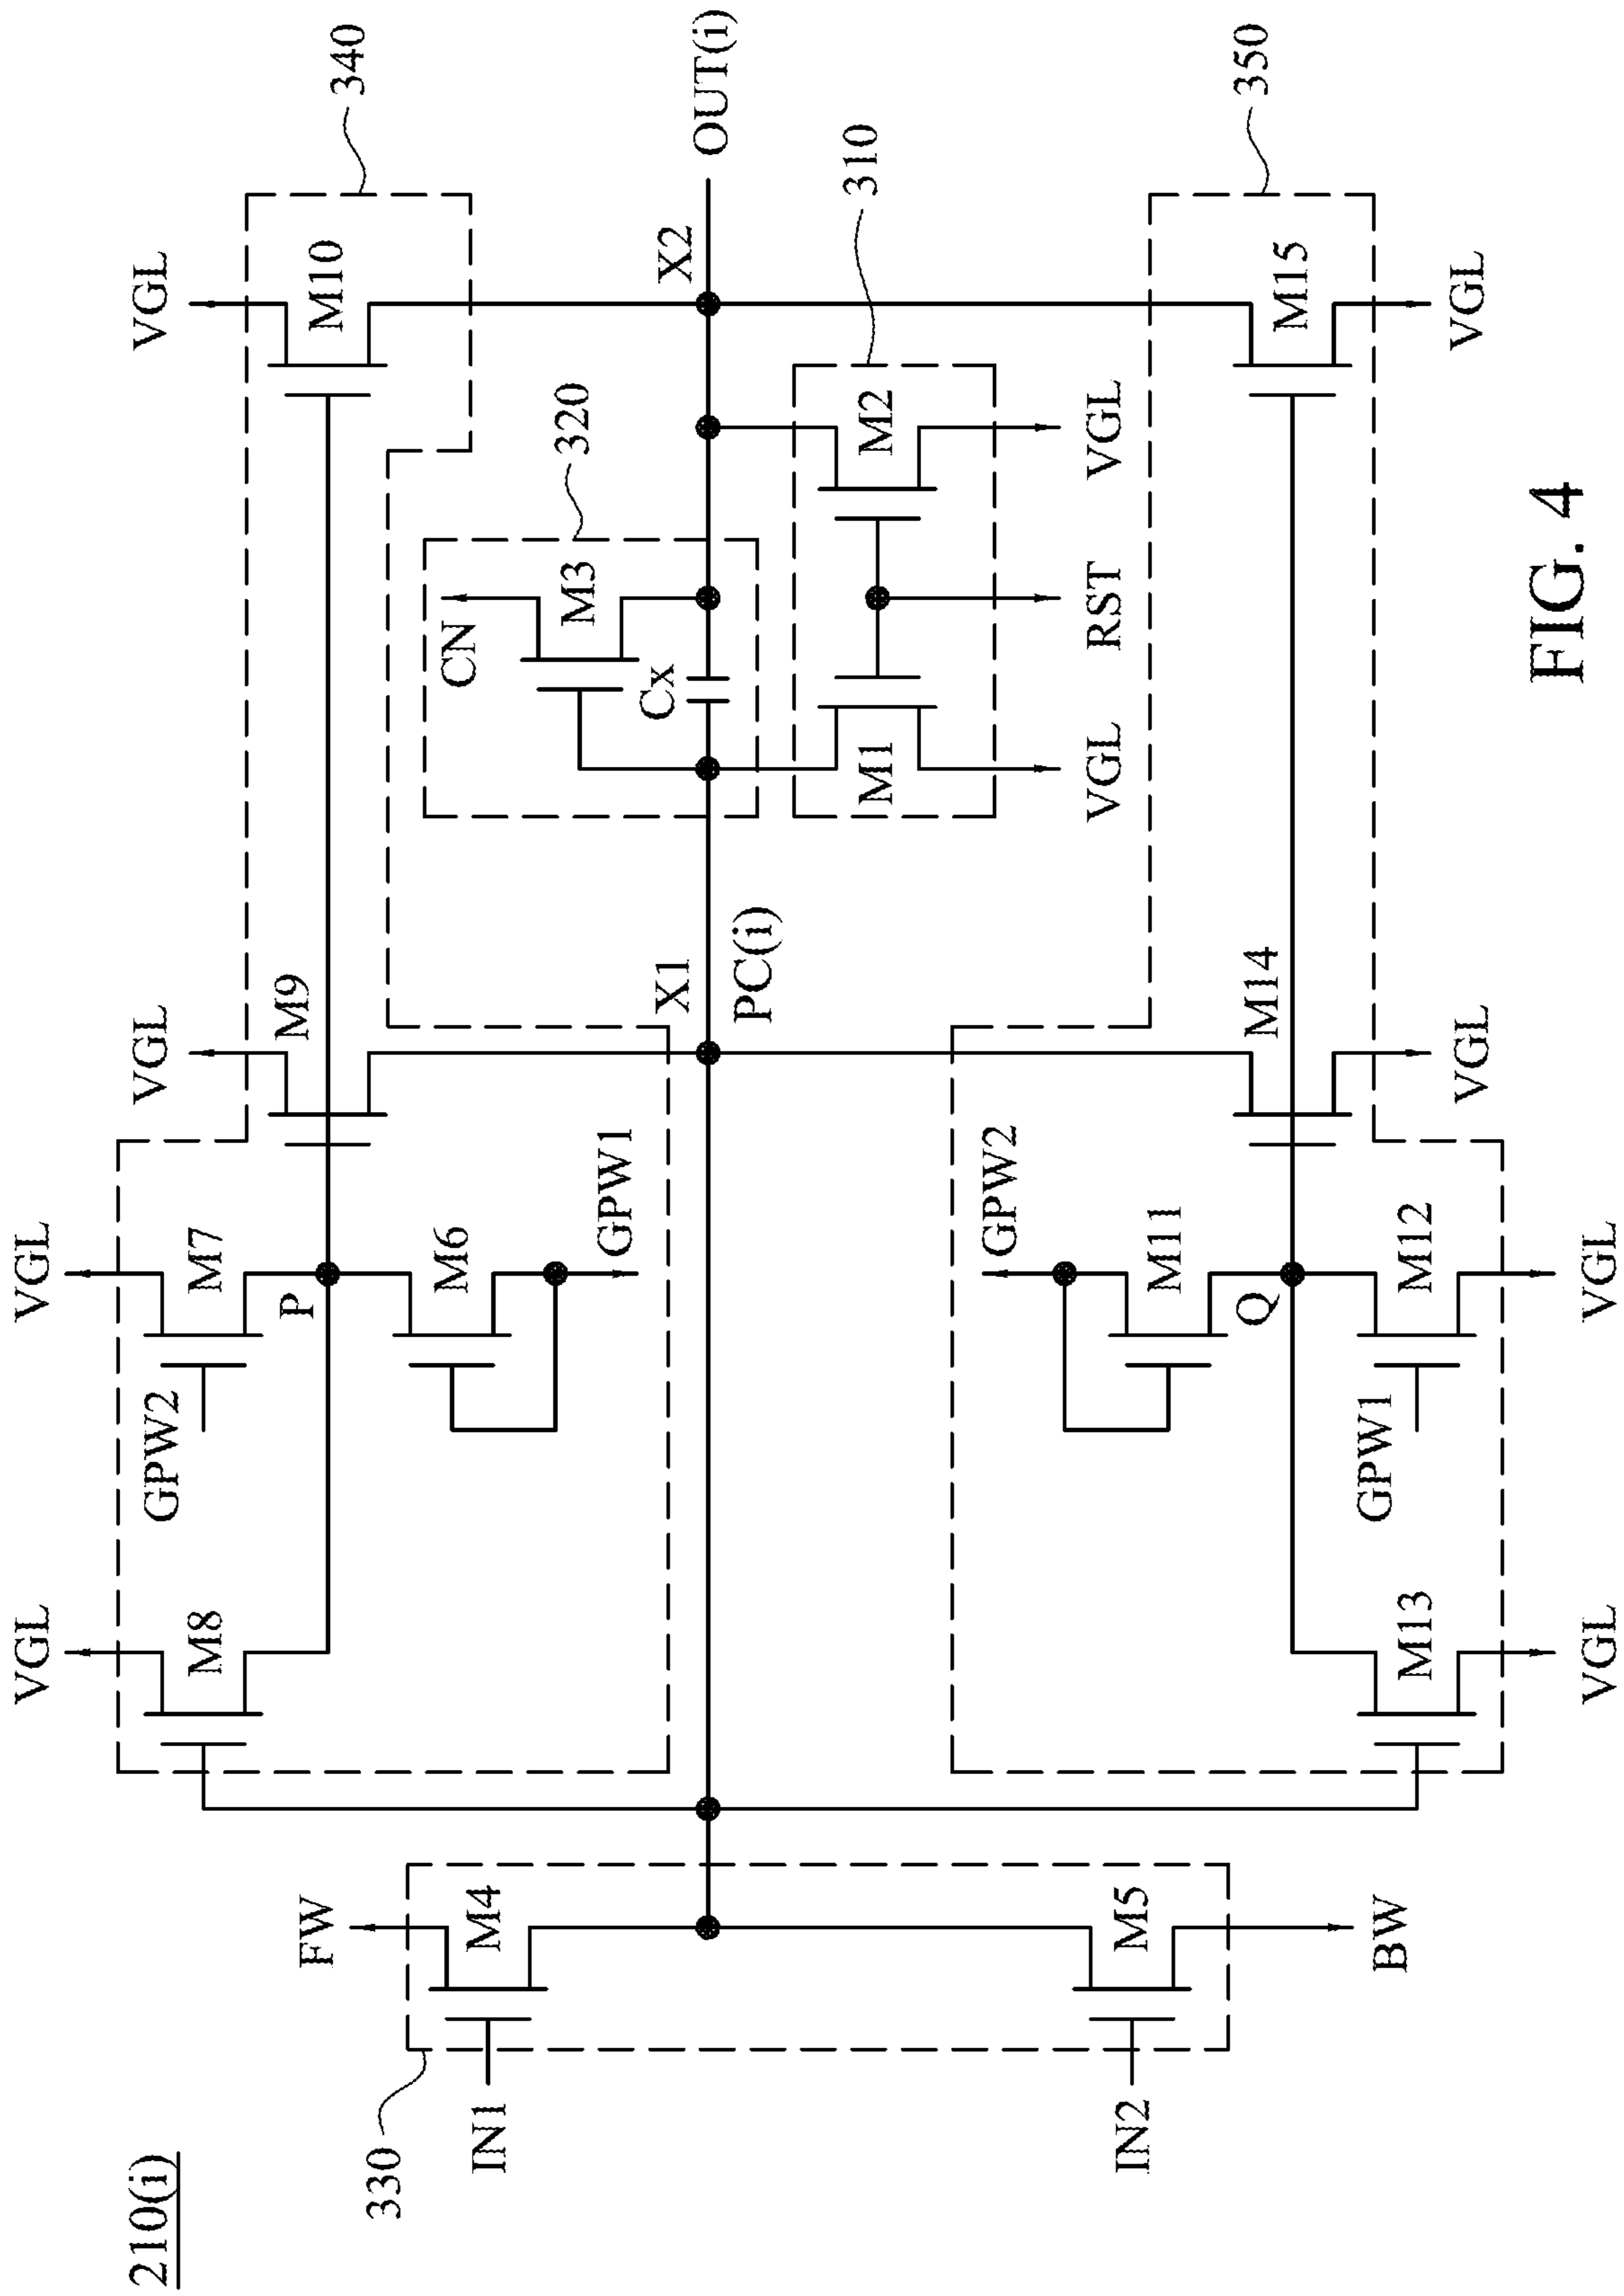 210(i)
330
IN1
IN2
FW
M4
M5
BW
VGL
M8
M13
VGL
VGL
M7
GPW2
P
M6
GPW1
GPW2
M11
Q
M12
GPW1
VGL
VGL
M9
X1
PC(i)
M14
VGL
320
CN
M3
Cx
310
M1
M2
VGL
RST
VGL
340
VGL
M10
X2
OUT(i)
350
M15
VGL
FIG. 4